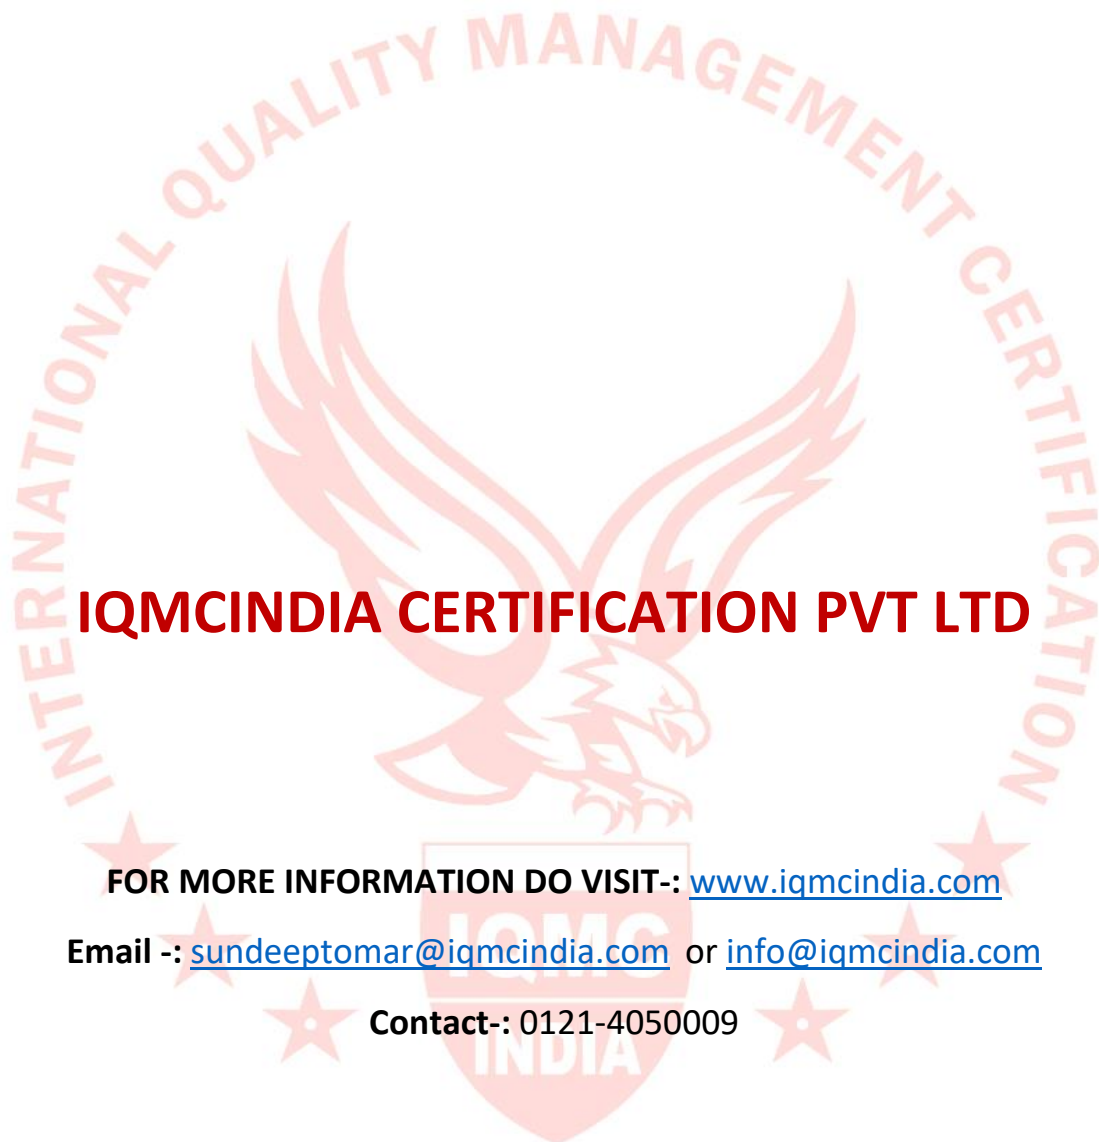 INTERNATIONAL QUALITY MANAGEMENT CERTIFICATION
IQMCINDIA CERTIFICATION PVT LTD
FOR MORE INFORMATION DO VISIT-: www.iqmcindia.com
IQMC
Email -: sundeeptomar@iqmcindia.com or info@iqmcindia.com
Contact-: 0121-4050009
INDIA